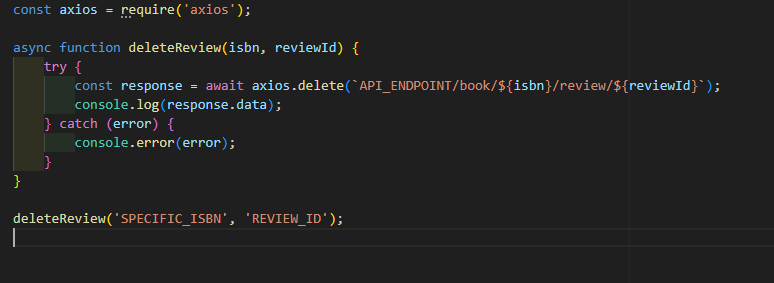 const axios = require('axios');
async function deleteReview(isbn, reviewId) {
try {
const response = await axios.delete(`API_ENDPOINT/book/${isbn}/review/${reviewId}`);
console.log(response.data);
} catch (error) {
console.error(error);
}
}
deleteReview('SPECIFIC_ISBN', 'REVIEW_ID');